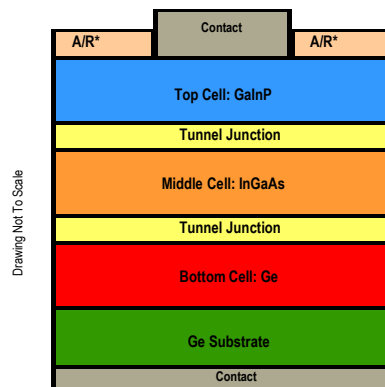 Contact
A/R* A/R*
Top Cell: GaInP
Tunnel Junction
Middle Cell: InGaAs
Tunnel Junction
Bottom Cell: Ge
Ge Substrate
Contact
Drawing Not To Scale